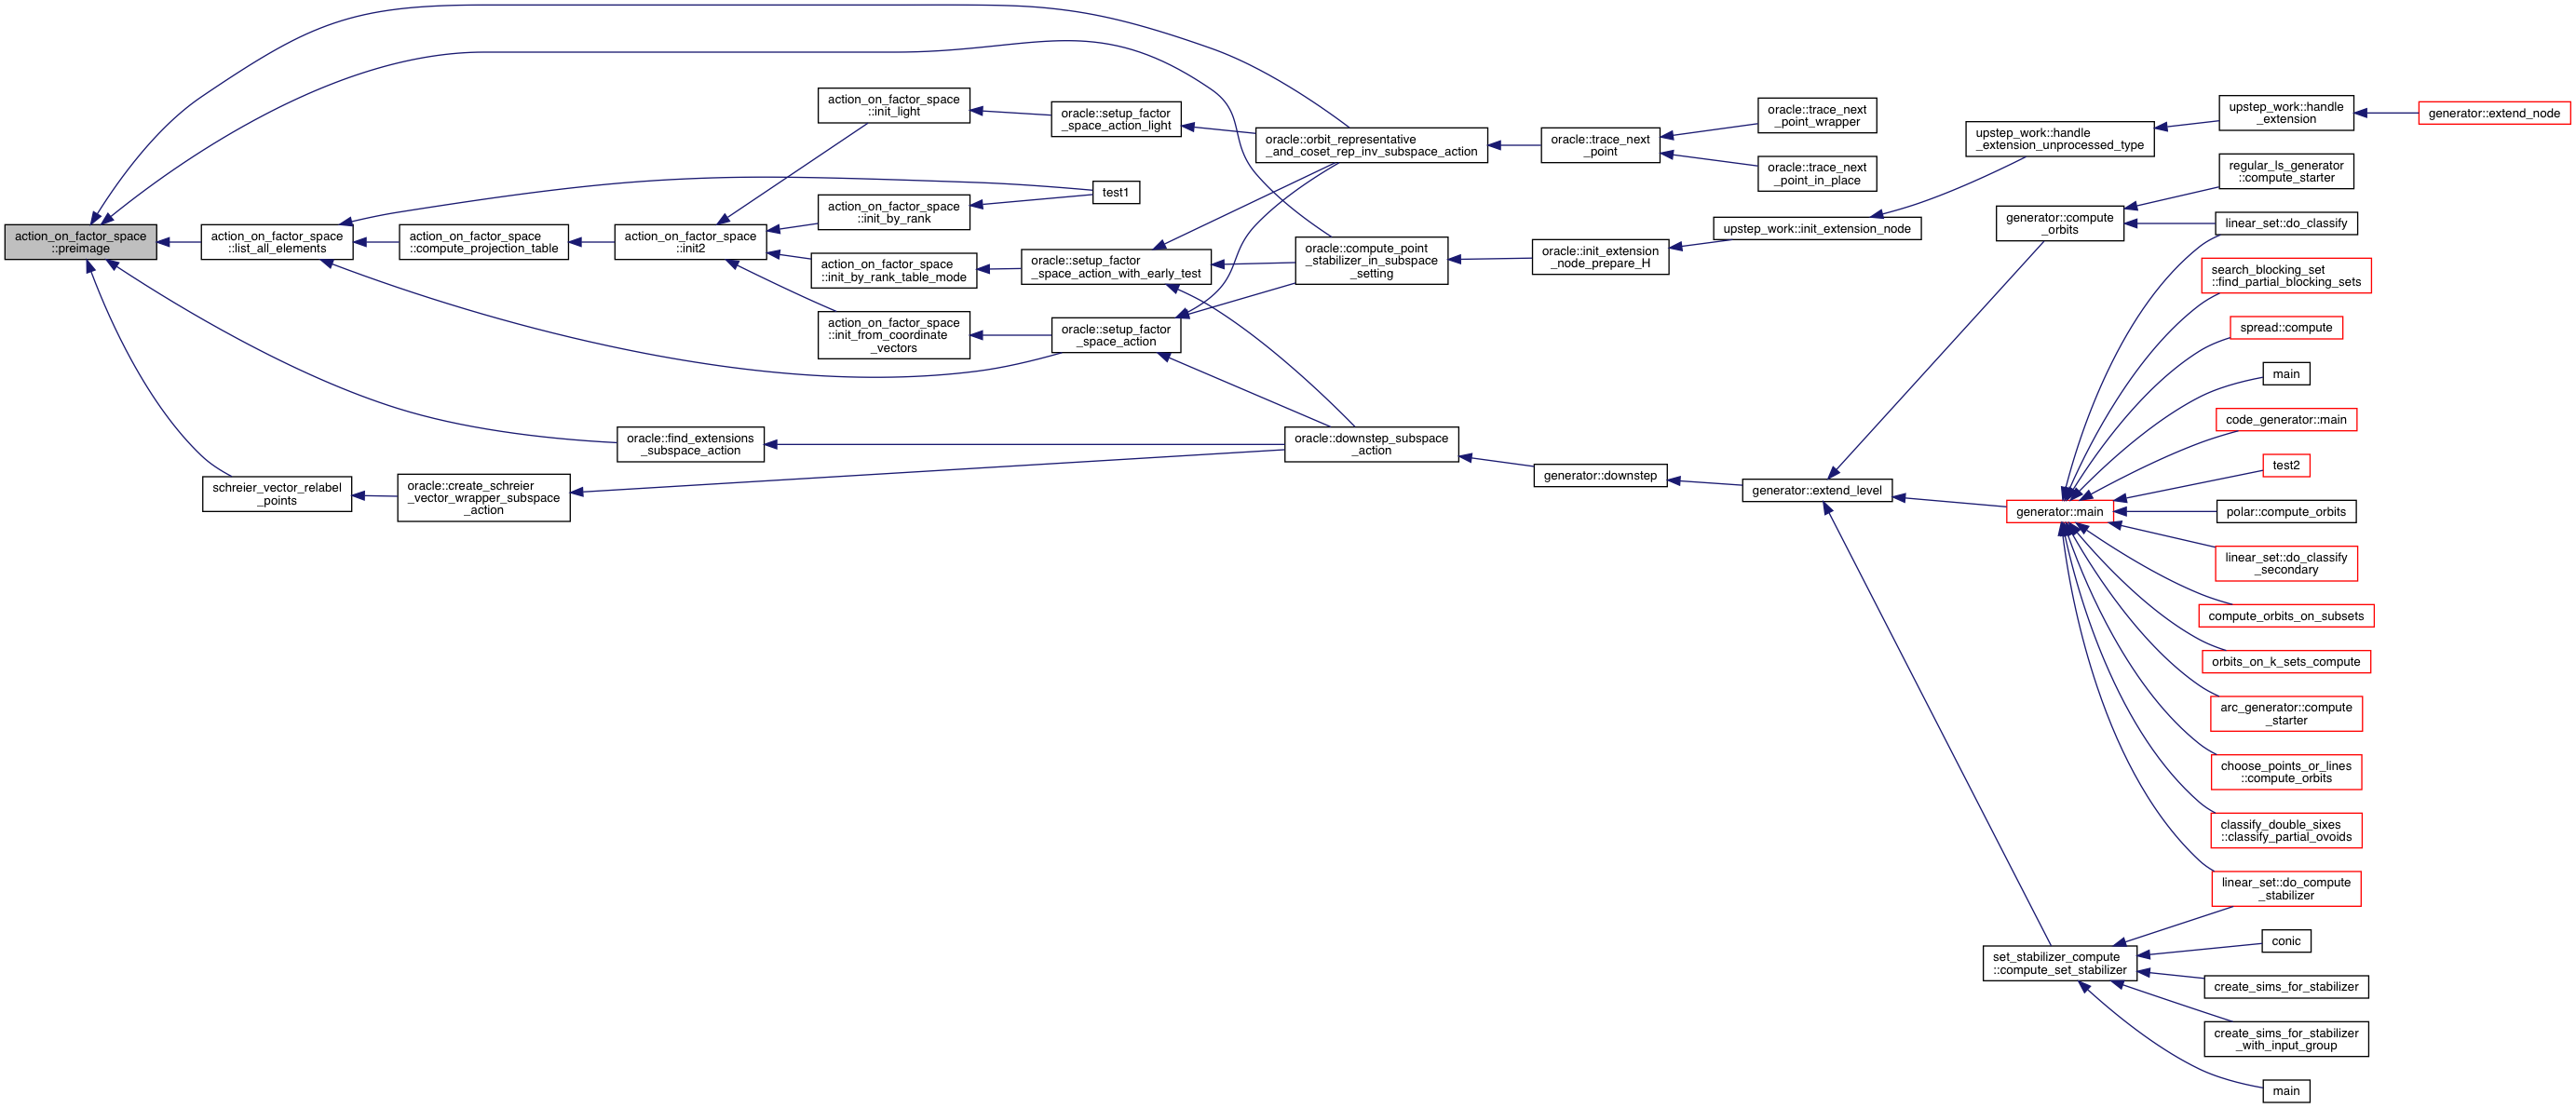 action_on_factor_space
::preimage
action_on_factor_space
::list_all_elements
schreier_vector_relabel
_points
action_on_factor_space
::compute_projection_table
oracle::create_schreier
_vector_wrapper_subspace
_action
action_on_factor_space
::init2
oracle::find_extensions
_subspace_action
action_on_factor_space
::init_light
action_on_factor_space
::init_by_rank
action_on_factor_space
::init_by_rank_table_mode
action_on_factor_space
::init_from_coordinate
_vectors
oracle::setup_factor
_space_action_light
test1
oracle::setup_factor
_space_action_with_early_test
oracle::setup_factor
_space_action
oracle::orbit_representative
_and_coset_rep_inv_subspace_action
oracle::compute_point
_stabilizer_in_subspace
_setting
oracle::downstep_subspace
_action
oracle::trace_next
_point
oracle::init_extension
_node_prepare_H
generator::downstep
oracle::trace_next
_point_wrapper
oracle::trace_next
_point_in_place
upstep_work::init_extension_node
generator::extend_level
upstep_work::handle
_extension_unprocessed_type
generator::compute
_orbits
generator::main
set_stabilizer_compute
::compute_set_stabilizer
upstep_work::handle
_extension
regular_ls_generator
::compute_starter
linear_set::do_classify
search_blocking_set
::find_partial_blocking_sets
spread::compute
main
code_generator::main
test2
polar::compute_orbits
linear_set::do_classify
_secondary
compute_orbits_on_subsets
orbits_on_k_sets_compute
arc_generator::compute
_starter
choose_points_or_lines
::compute_orbits
classify_double_sixes
::classify_partial_ovoids
linear_set::do_compute
_stabilizer
conic
create_sims_for_stabilizer
create_sims_for_stabilizer
_with_input_group
main
generator::extend_node